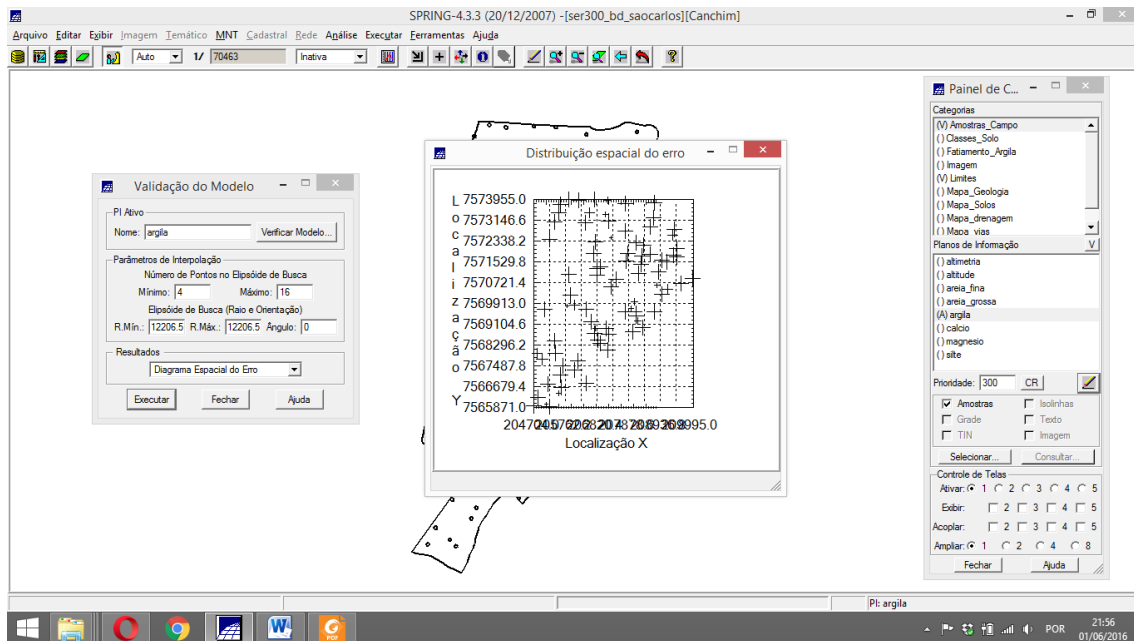 SPRING-4.3.3 (20/12/2007) -[ser300_bd_saocarlos][Canchim]
Arquivo Editar Exibir Imagem Temático MNT Cadastral Rede Análise Executar Ferramentas Ajuda
Auto 1/ 70463 Inativa
Validação do Modelo
PI Ativo
Nome: argila Verificar Modelo...
Parâmetros de Interpolação
Número de Pontos no Elipsóide de Busca
Mínimo: 4 Máximo: 16
Elipsóide de Busca (Raio e Orientação)
R.Mín.: 12206.5 R.Máx.: 12206.5 Angulo: 0
Resultados
Diagrama Espacial do Erro
Executar Fechar Ajuda
Distribuição espacial do erro
Localização Y
7573955.0
7573146.6
7572338.2
7571529.8
7570721.4
7569913.0
7569104.6
7568296.2
7567487.8
7566679.4
7565871.0
Localização X
Painel de C...
Categorias
(V) Amostras_Campo
( ) Classes_Solo
( ) Fatiamento_Argila
( ) Imagem
(V) Limites
( ) Mapa_Geologia
( ) Mapa_Solos
( ) Mapa_drenagem
( ) Mapa_vias
Planos de Informação V
( ) altimetria
( ) altitude
( ) areia_fina
( ) areia_grossa
(A) argila
( ) calcio
( ) magnesio
( ) silte
Prioridade: 300 CR
Amostras Isolinhas
Grade Texto
TIN Imagem
Selecionar... Consultar...
Controle de Telas
Ativar: 1 2 3 4 5
Exibir: 2 3 4 5
Acoplar: 2 3 4 5
Ampliar: 1 2 4 8
Fechar Ajuda
PI: argila
W
PDF
POR
21:56
01/06/2016